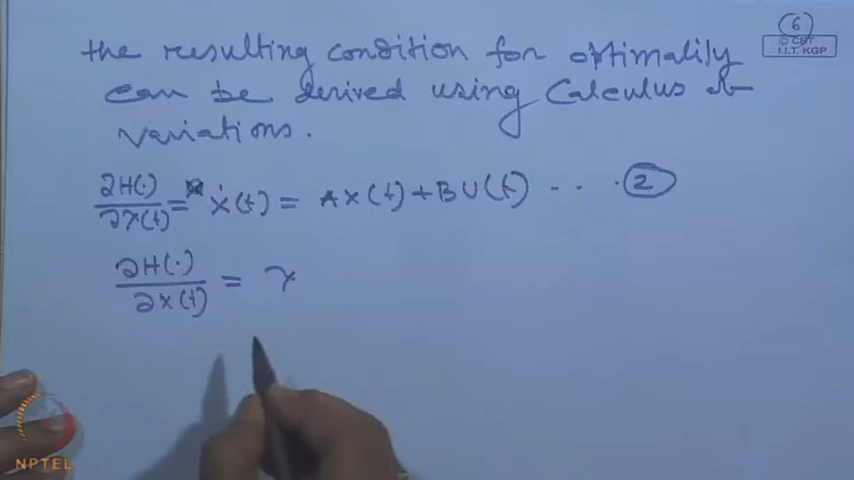 6
© CET
I.I.T. KGP
the resulting condition for optimality
can be derived using Calculus of
variations.
∂H(·)/∂λ(t) = ẋ(t) = Ax(t) + BU(t) -- · (2)
∂H(·)/∂x(t) = λ
NPTEL